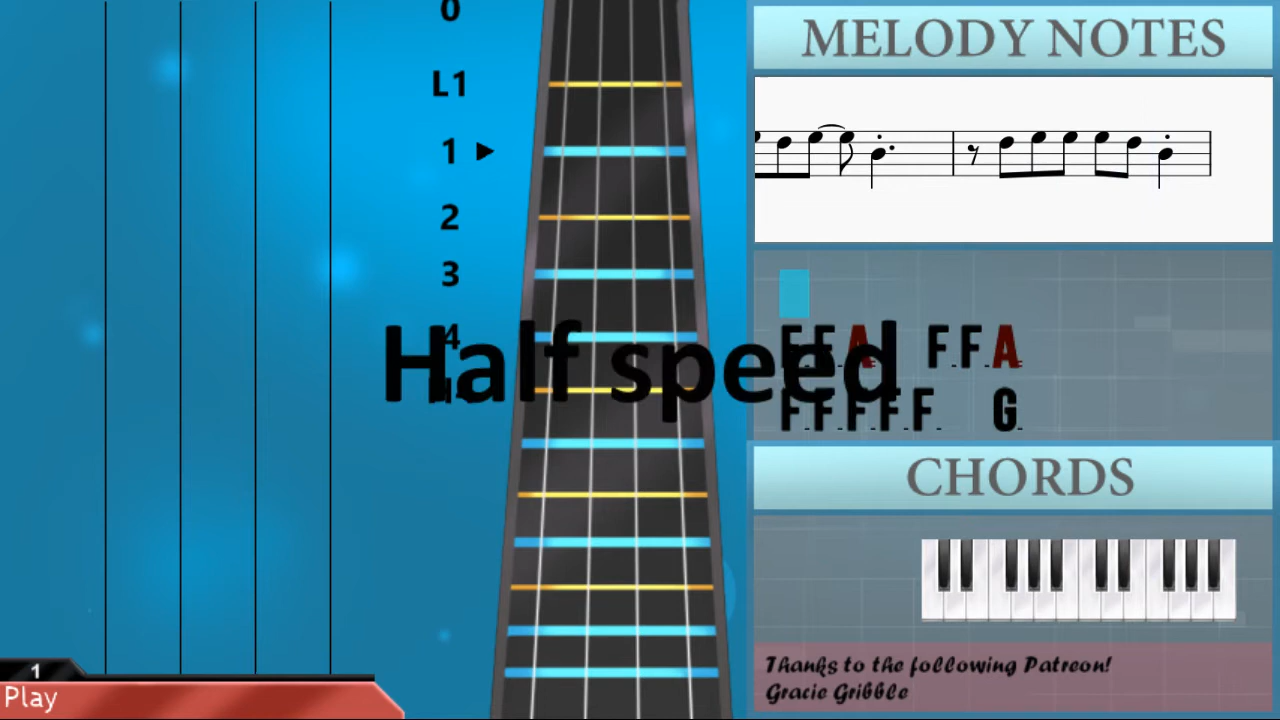 0
L1
1
2
3
4
Half speed
MELODY NOTES
F F A F F A
F F F F F G
CHORDS
Thanks to the following Patreon!
Gracie Gribble
1
Play